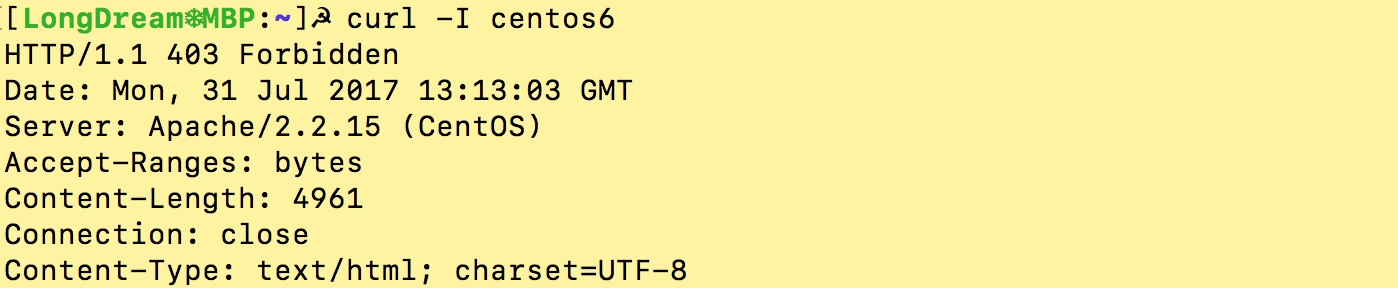 [LongDream❄MBP:~]☭ curl -I centos6
HTTP/1.1 403 Forbidden
Date: Mon, 31 Jul 2017 13:13:03 GMT
Server: Apache/2.2.15 (CentOS)
Accept-Ranges: bytes
Content-Length: 4961
Connection: close
Content-Type: text/html; charset=UTF-8